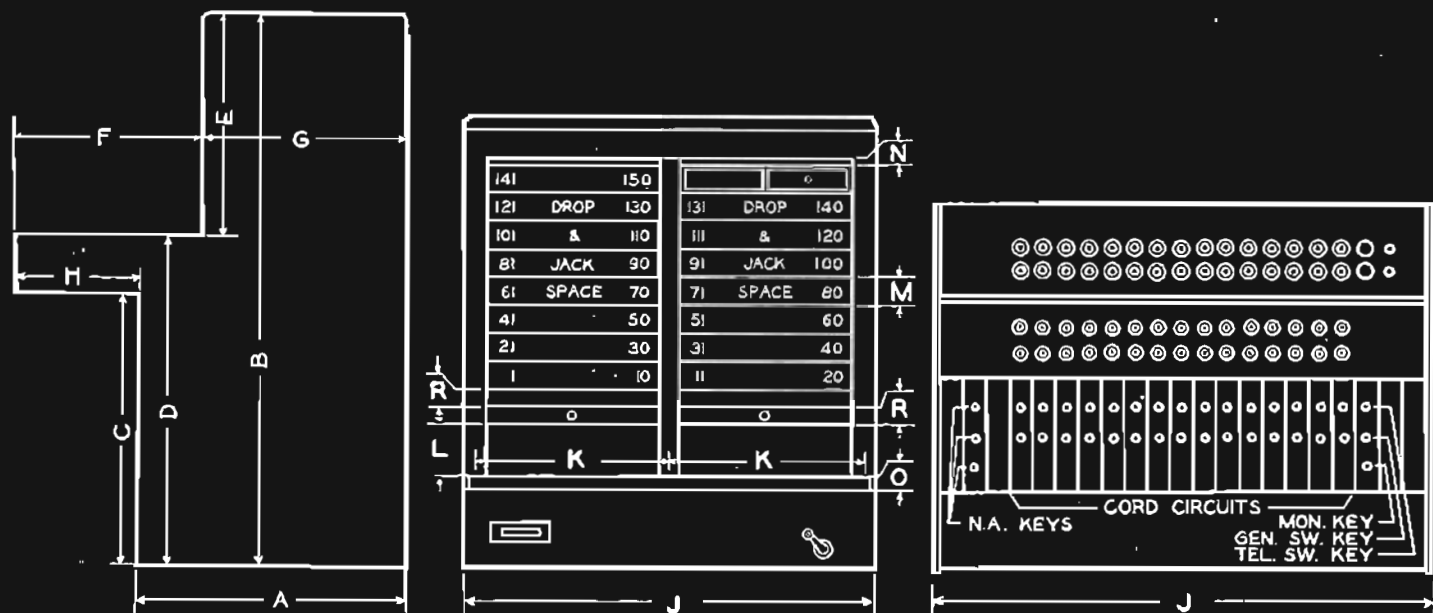 E
F
G
H
B
D
C
A
N
141 150
121 DROP 130 131 DROP 140
101 & 110 111 & 120
81 JACK 90 91 JACK 100
61 SPACE 70 71 SPACE 80
M
41 50 51 60
21 30 31 40
1 10 11 20
R
R
L
K K
O
J
CORD CIRCUITS
N.A. KEYS
MON. KEY
GEN. SW. KEY
TEL. SW. KEY
J